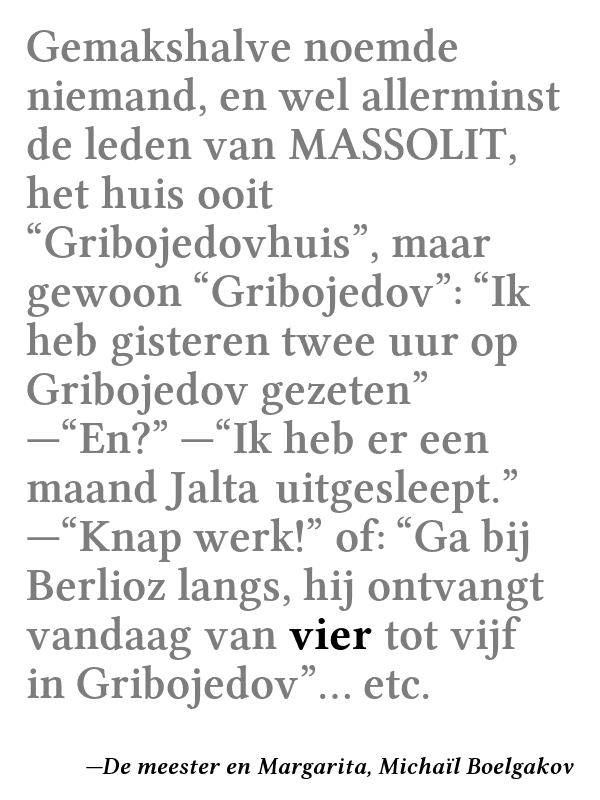 Gemakshalve noemde
niemand, en wel allerminst
de leden van MASSOLIT,
het huis ooit
“Gribojedovhuis”, maar
gewoon “Gribojedov”: “Ik
heb gisteren twee uur op
Gribojedov gezeten”
—“En?” —“Ik heb er een
maand Jalta uitgesleept.”
—“Knap werk!” of: “Ga bij
Berlioz langs, hij ontvangt
vandaag van vier tot vijf
in Gribojedov”… etc.
—De meester en Margarita, Michaïl Boelgakov